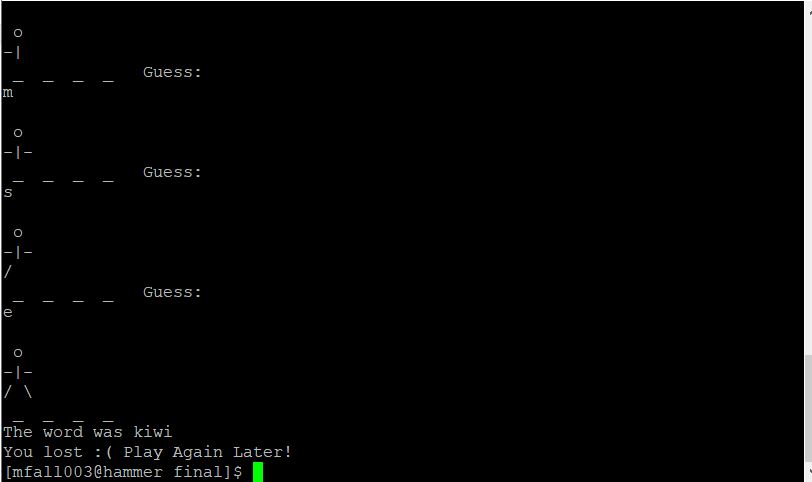 o
-|
 _  _  _  _   Guess:
m
 o
-|-
 _  _  _  _   Guess:
s
 o
-|-
/
 _  _  _  _   Guess:
e
 o
-|-
/ \
 _  _  _  _
The word was kiwi
You lost :( Play Again Later!
[mfall003@hammer final]$